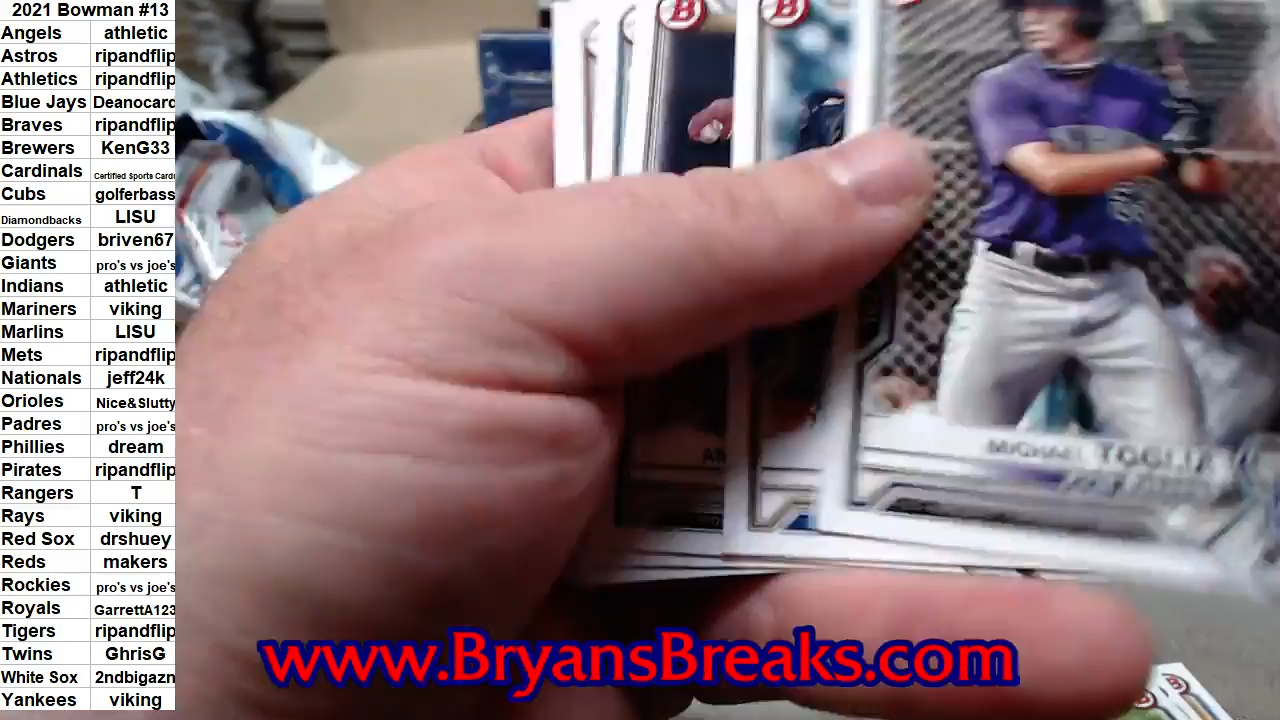 2021 Bowman #13
Angels athletic
Astros ripandflip
Athletics ripandflip
Blue Jays Deanocard
Braves ripandflip
Brewers KenG33
Cardinals Certified Sports Cards
Cubs golferbass
Diamondbacks LISU
Dodgers briven67
Giants pro's vs joe's
Indians athletic
Mariners viking
Marlins LISU
Mets ripandflip
Nationals jeff24k
Orioles Nice&Slutty
Padres pro's vs joe's
Phillies dream
Pirates ripandflip
Rangers T
Rays viking
Red Sox drshuey
Reds makers
Rockies pro's vs joe's
Royals GarrettA123
Tigers ripandflip
Twins GhrisG
White Sox 2ndbigazn
Yankees viking
B
B
MICHAEL TOGLIA
www.BryansBreaks.com